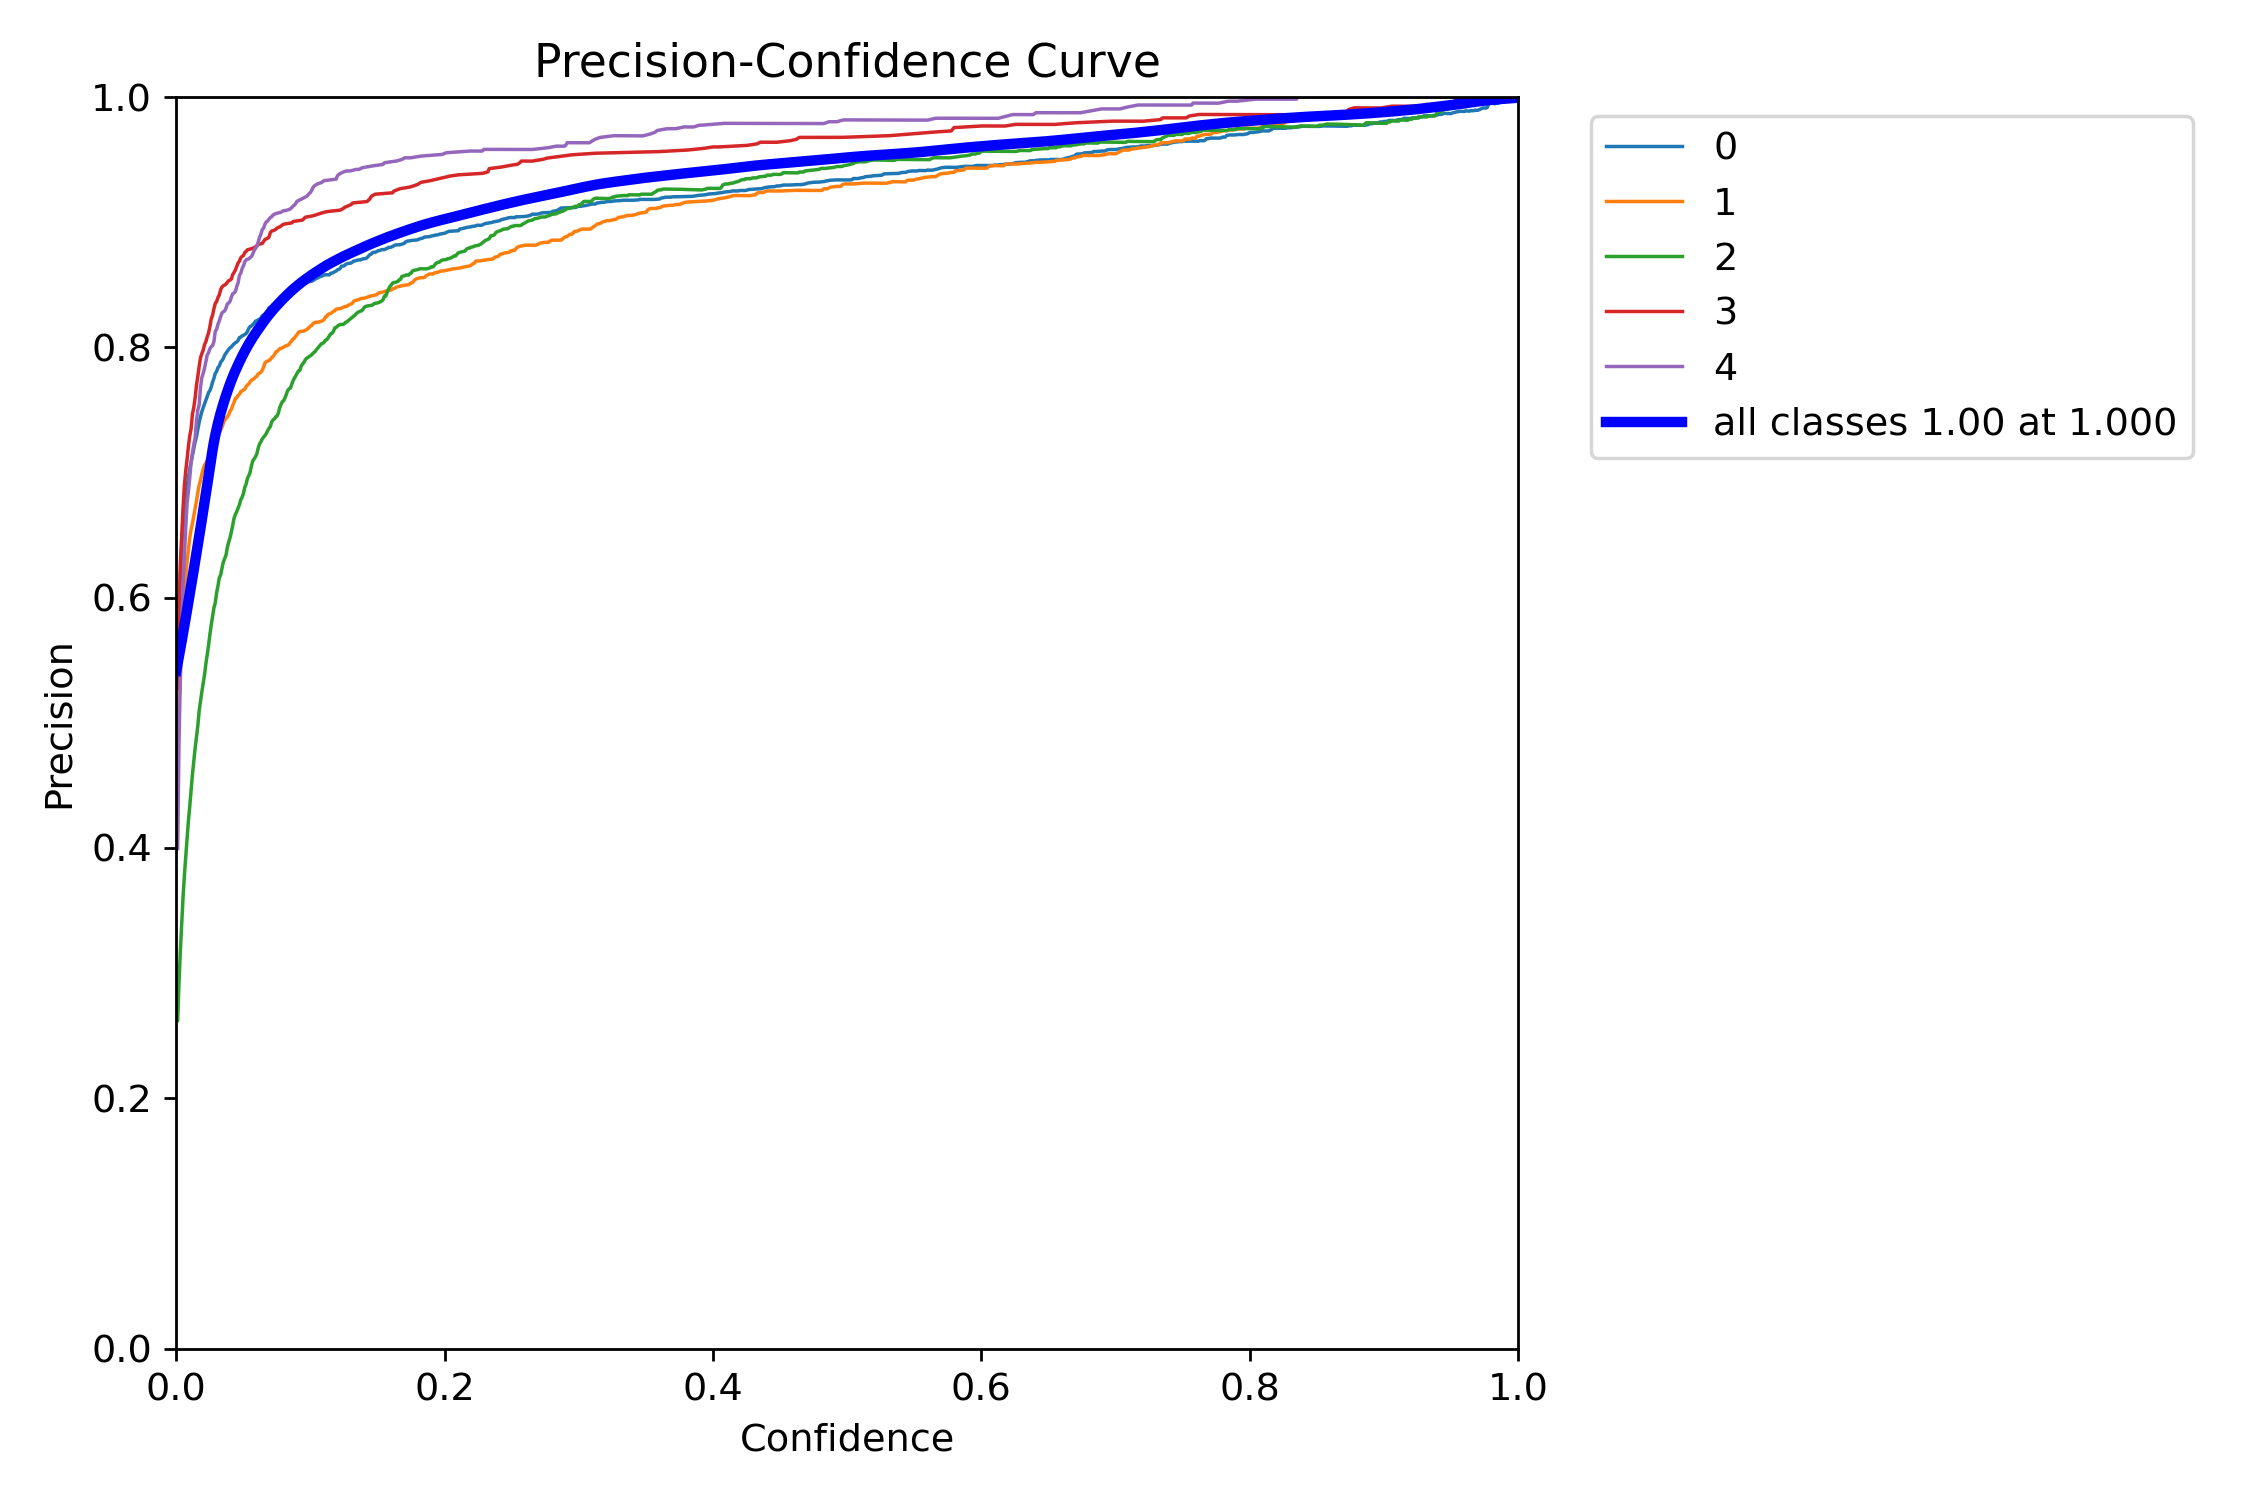 Precision-Confidence Curve
1.0
0.8
0.6
0.4
0.2
0.0
Precision
0.0 0.2 0.4 0.6 0.8 1.0
Confidence
0
1
2
3
4
all classes 1.00 at 1.000